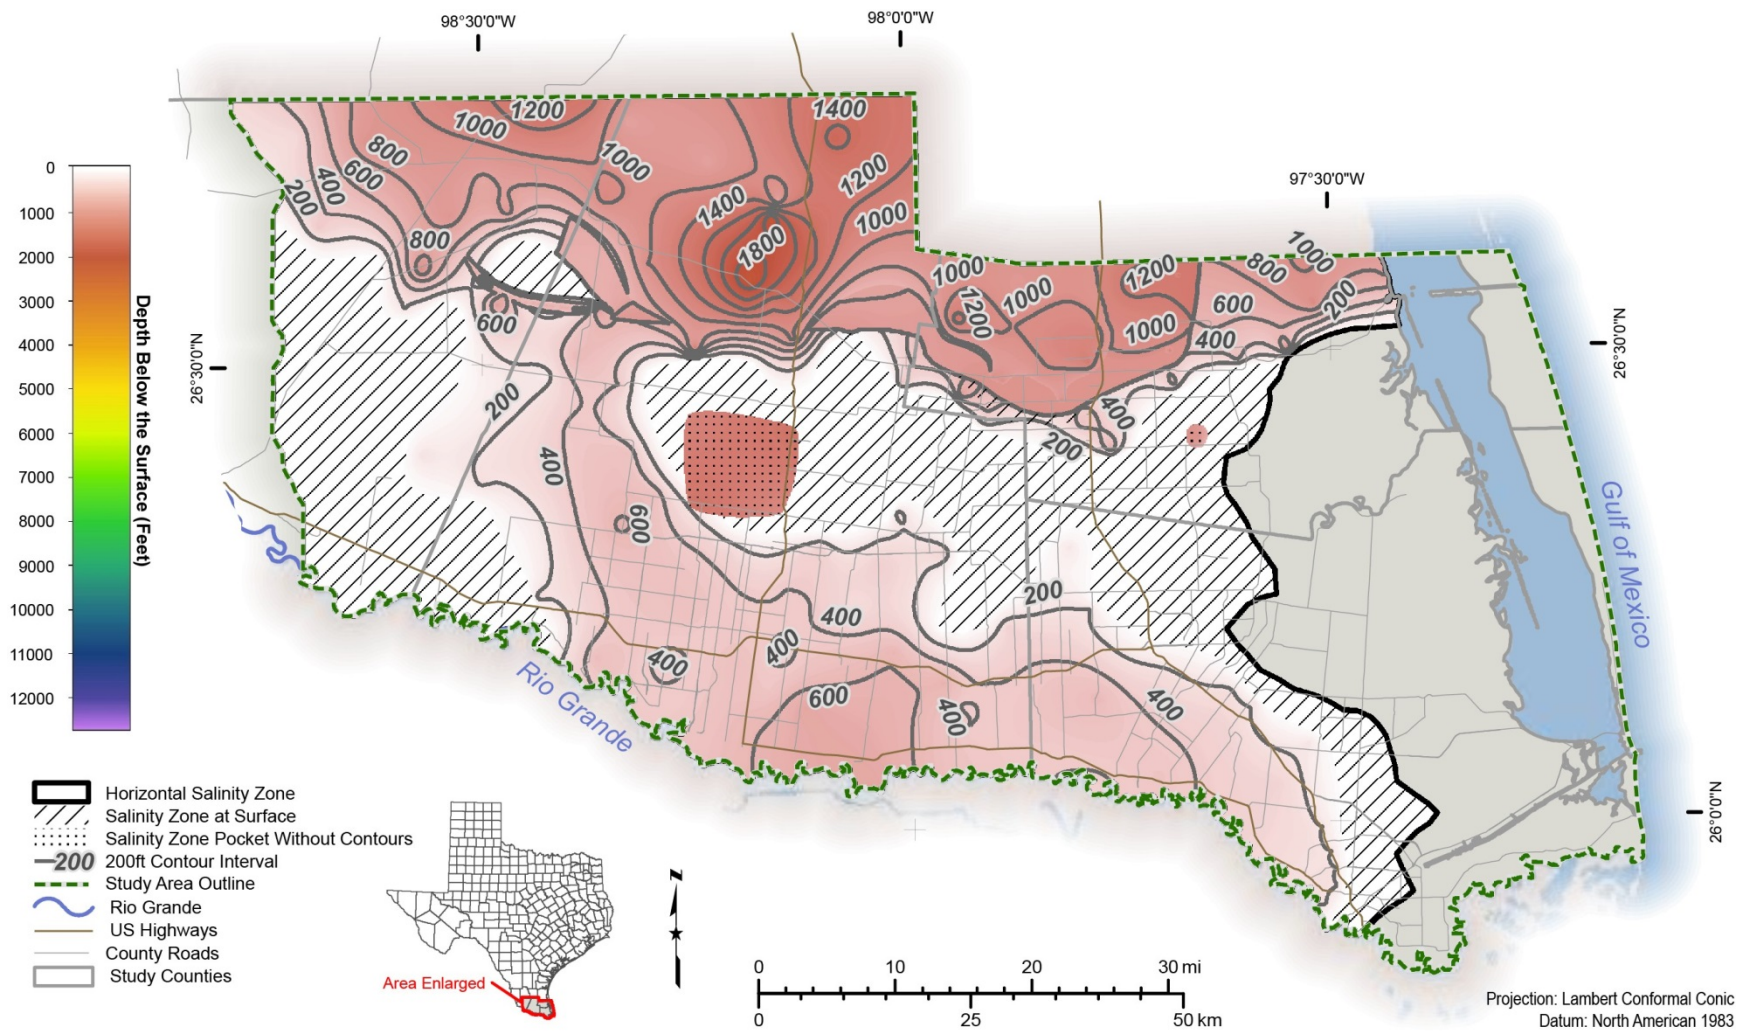 98°30'0"W
98°0'0"W
97°30'0"W
26°30'0"N
26°30'0"N
26°0'0"N
1200
1000
800
600
400
200
1000
1400
1200
1400
1000
1800
800
600
1000
1200
1000
1200
1000
800
1000
600
200
400
200
400
200
400
600
200
400
400
400
600
400
400
Gulf of Mexico
Rio Grande
0
1000
2000
3000
4000
5000
6000
7000
8000
9000
10000
11000
12000
Depth Below the Surface (Feet)
Horizontal Salinity Zone
Salinity Zone at Surface
Salinity Zone Pocket Without Contours
200 200ft Contour Interval
Study Area Outline
Rio Grande
US Highways
County Roads
Study Counties
Area Enlarged
N
0 10 20 30 mi
0 25 50 km
Projection: Lambert Conformal Conic
Datum: North American 1983